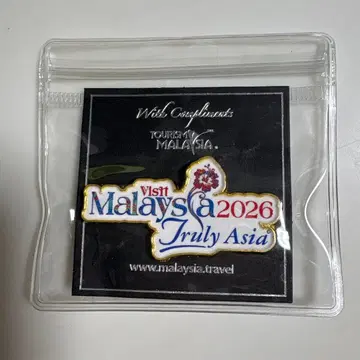 With Compliments
TOURISM
MALAYSIA
Visit
Malaysia 2026
Truly Asia
www.malaysia.travel